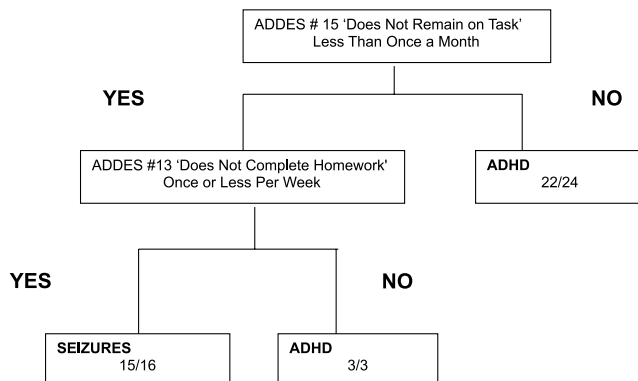 ADDES # 15 ‘Does Not Remain on Task’
Less Than Once a Month
YES
NO
ADDES #13 ‘Does Not Complete Homework'
Once or Less Per Week
ADHD
22/24
YES
NO
SEIZURES
15/16
ADHD
3/3